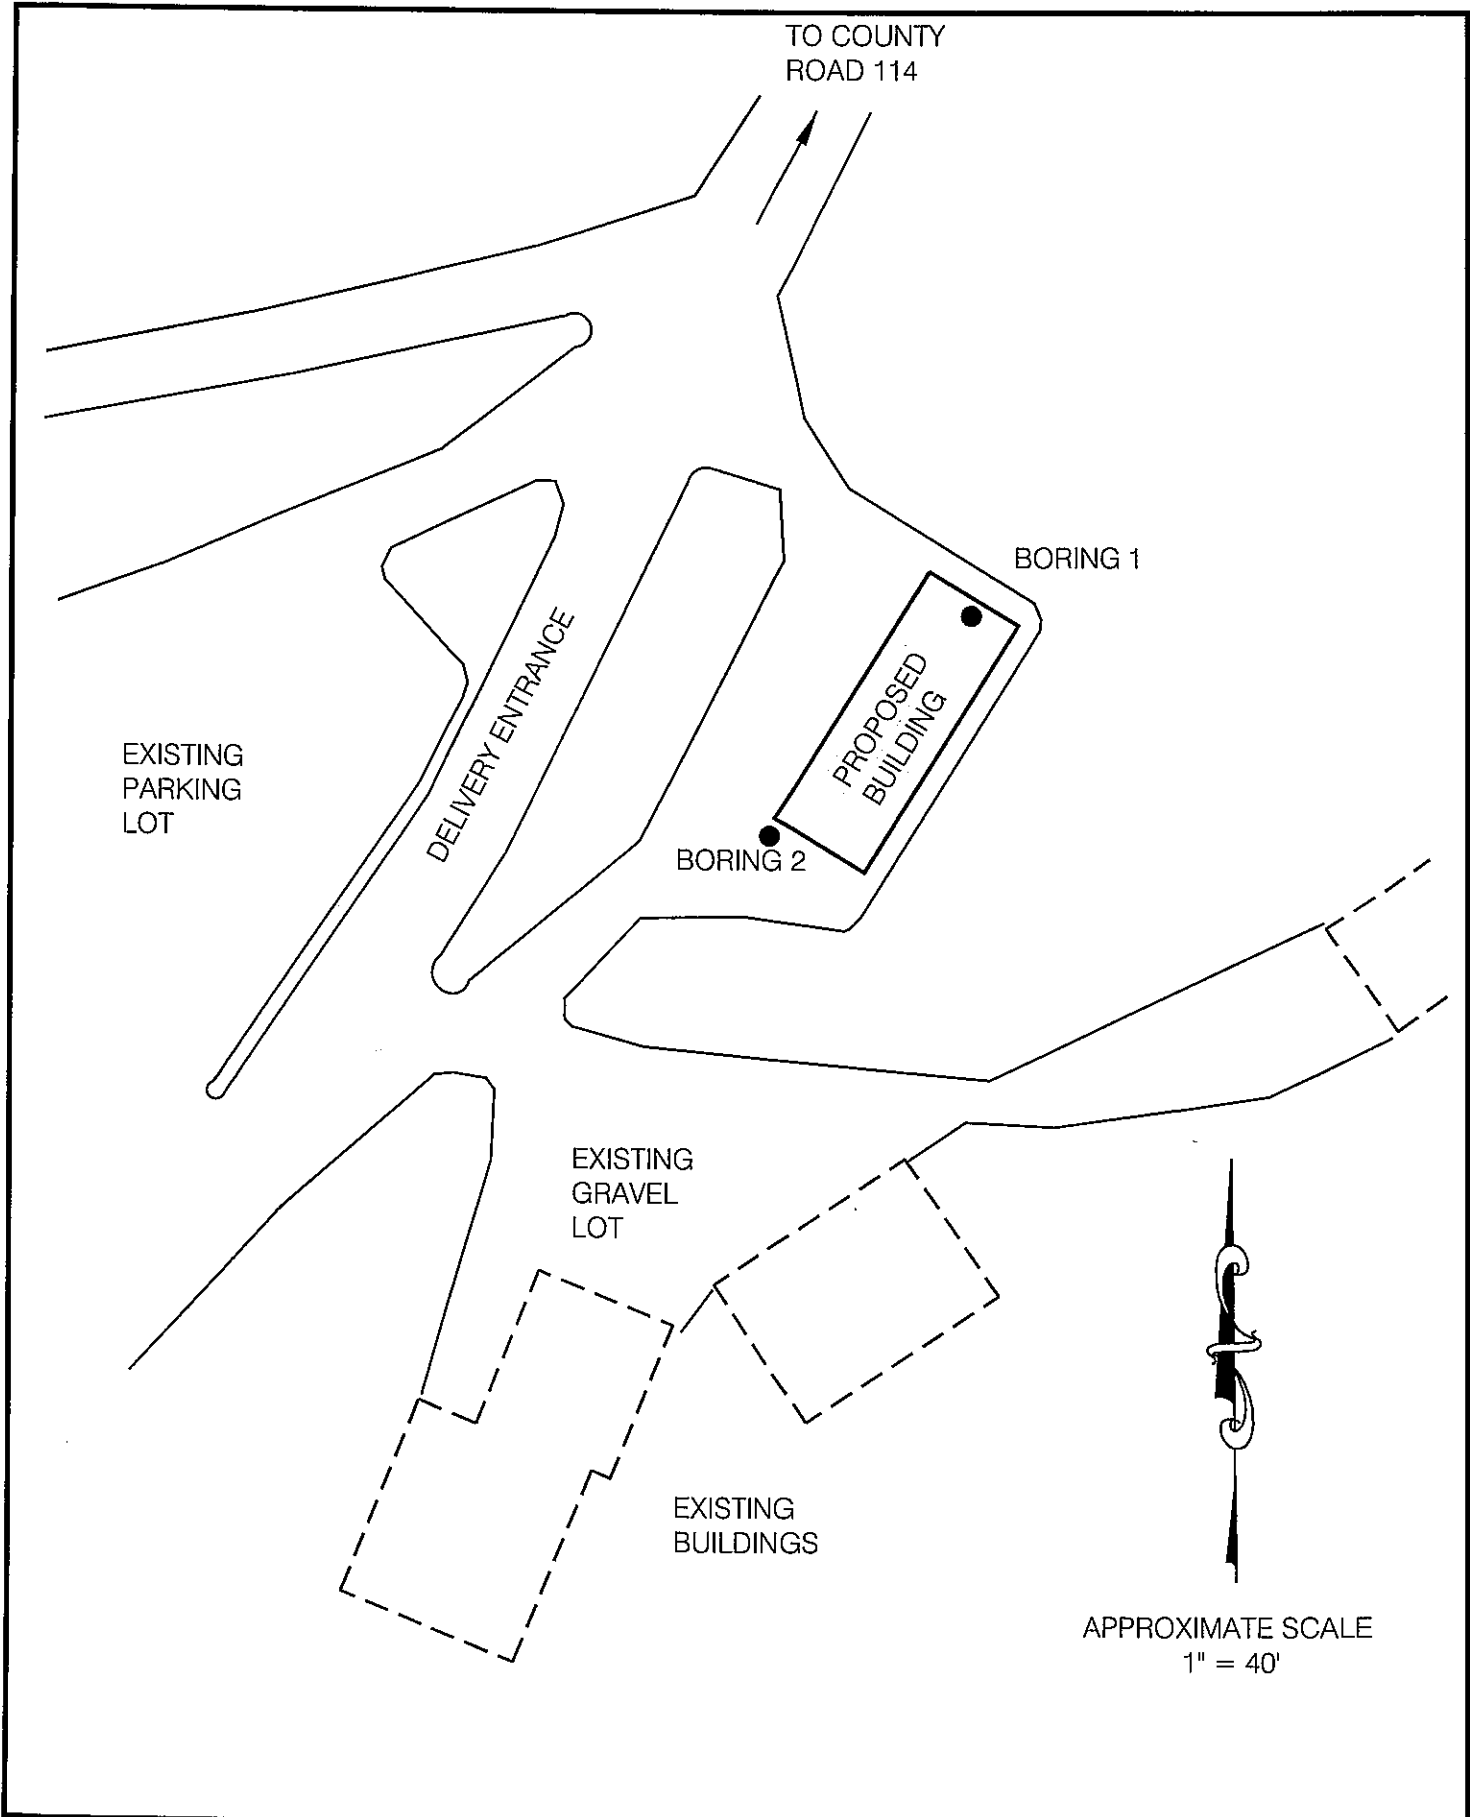 TO COUNTY
ROAD 114
BORING 1
PROPOSED
BUILDING
DELIVERY ENTRANCE
EXISTING
PARKING
LOT
BORING 2
EXISTING
GRAVEL
LOT
EXISTING
BUILDINGS
APPROXIMATE SCALE
1" = 40'